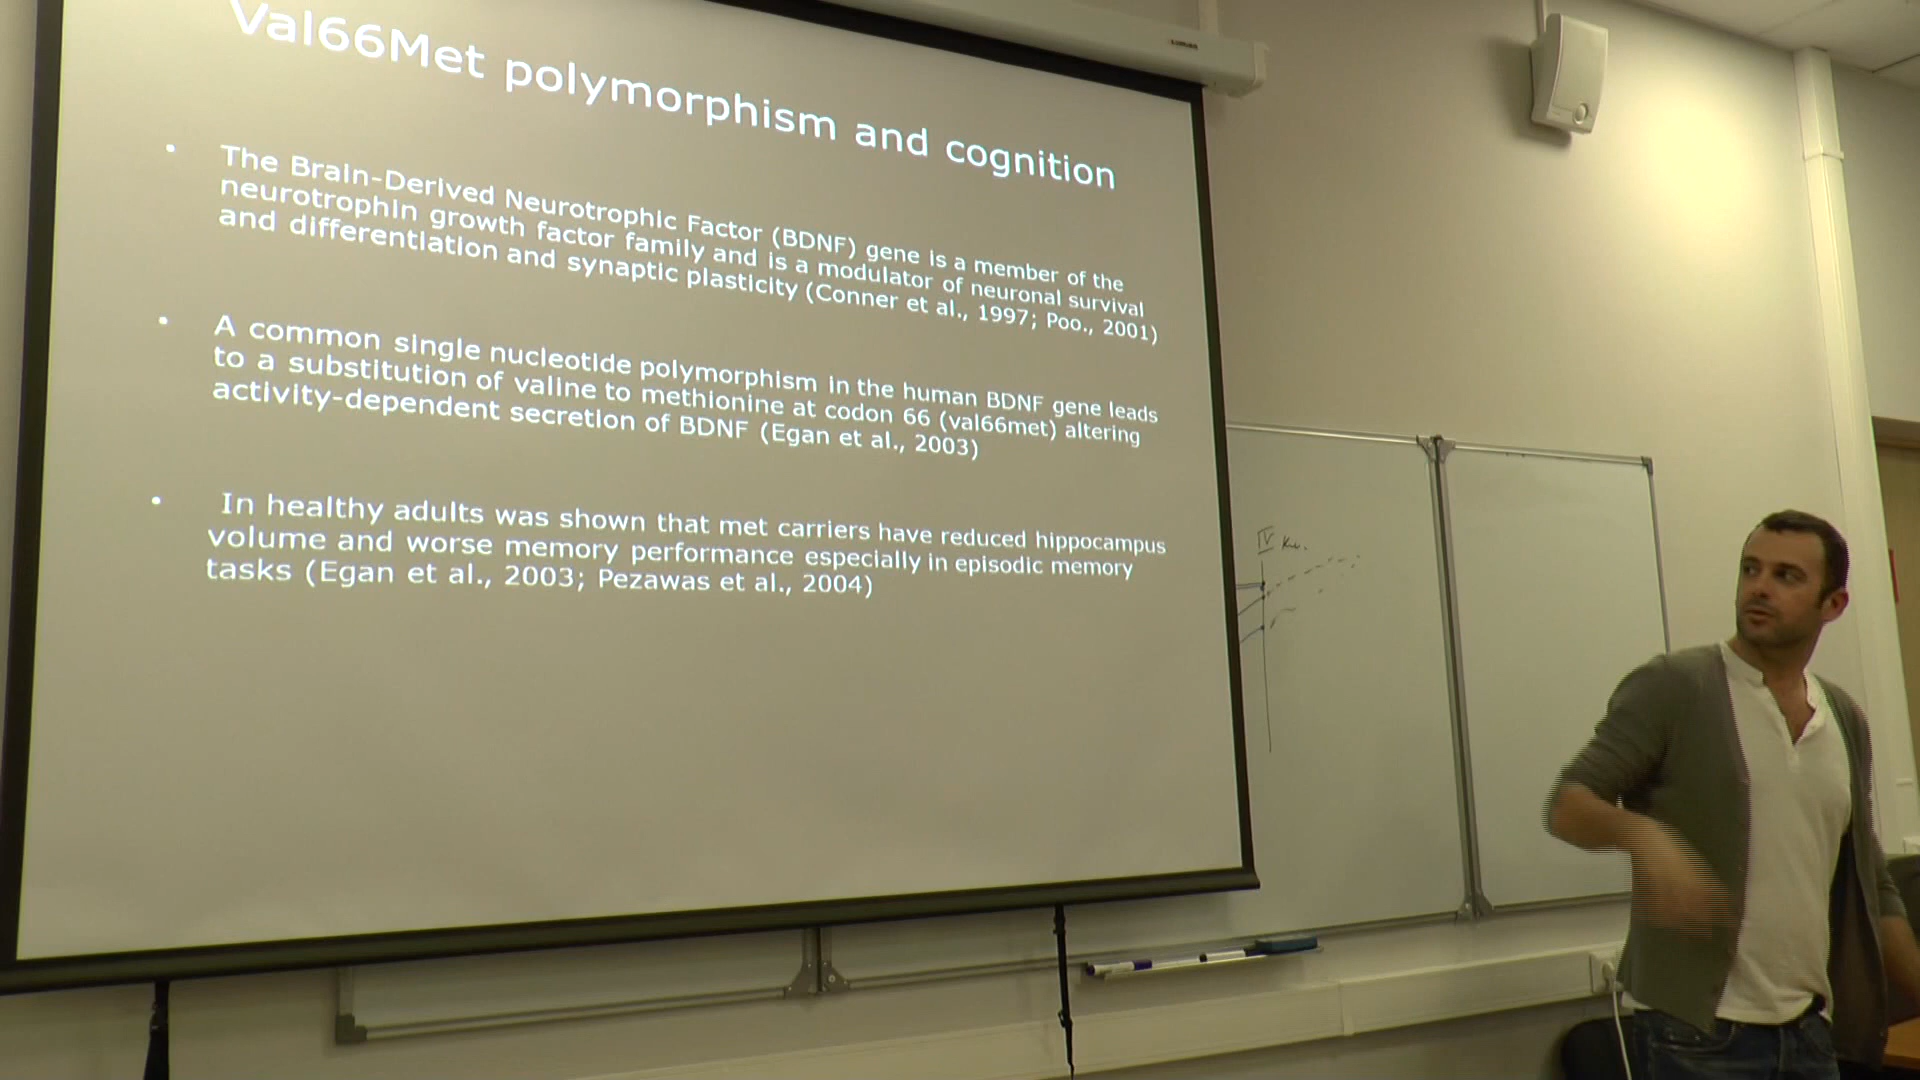 Val66Met polymorphism and cognition
• The Brain-Derived Neurotrophic Factor (BDNF) gene is a member of the
neurotrophin growth factor family and is a modulator of neuronal survival
and differentiation and synaptic plasticity (Conner et al., 1997; Poo., 2001)
• A common single nucleotide polymorphism in the human BDNF gene leads
to a substitution of valine to methionine at codon 66 (val66met) altering
activity-dependent secretion of BDNF (Egan et al., 2003)
• In healthy adults was shown that met carriers have reduced hippocampus
volume and worse memory performance especially in episodic memory
tasks (Egan et al., 2003; Pezawas et al., 2004)
IV